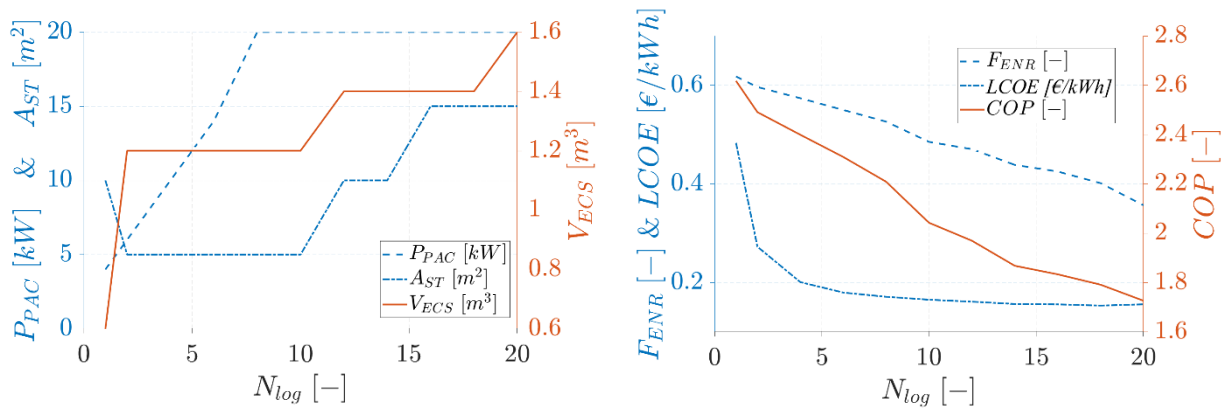 P_PAC [kW] & A_ST [m²]
20
15
10
5
0
1.6
1.4
1.2
1
0.8
0.6
V_ECS [m³]
P_PAC [kW]
A_ST [m²]
V_ECS [m³]
0 5 10 15 20
N_log [−]
F_ENR [−] & LCOE [€/kWh]
0.6
0.4
0.2
2.8
2.6
2.4
2.2
2
1.8
1.6
COP [−]
F_ENR [−]
LCOE [€/kWh]
COP [−]
0 5 10 15 20
N_log [−]